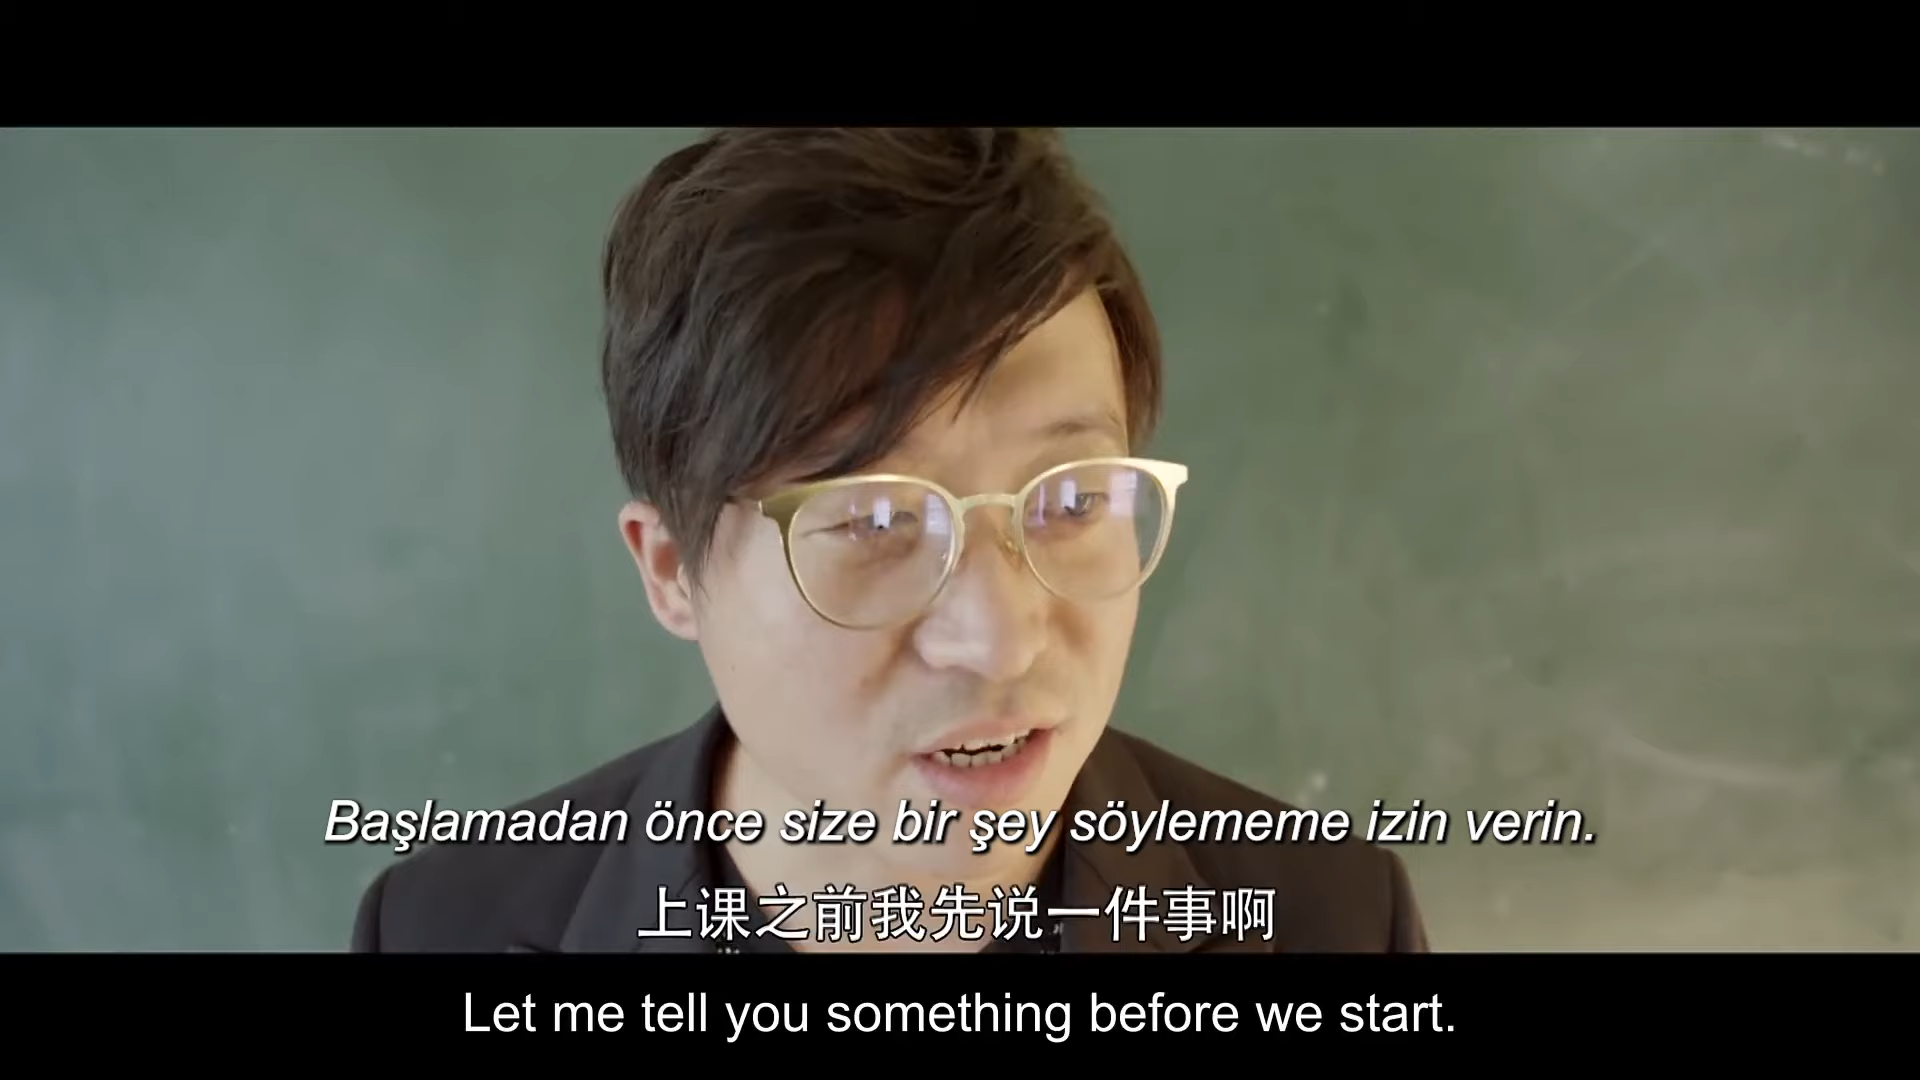 Başlamadan önce size bir şey söylememe izin verin.
上课之前我先说一件事啊
Let me tell you something before we start.